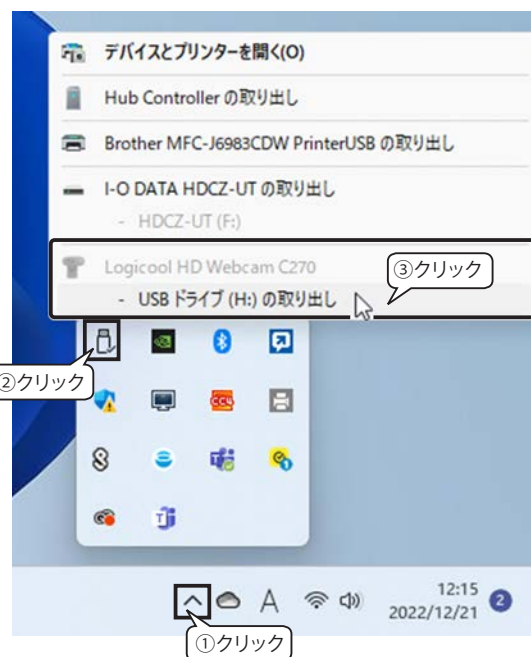 デバイスとプリンターを開く(O)
Hub Controller の取り出し
Brother MFC-J6983CDW PrinterUSB の取り出し
I-O DATA HDCZ-UT の取り出し
- HDCZ-UT (F:)
Logicool HD Webcam C270
- USB ドライブ (H:) の取り出し
③クリック
②クリック
CC4
A
12:15
2022/12/21
2
①クリック